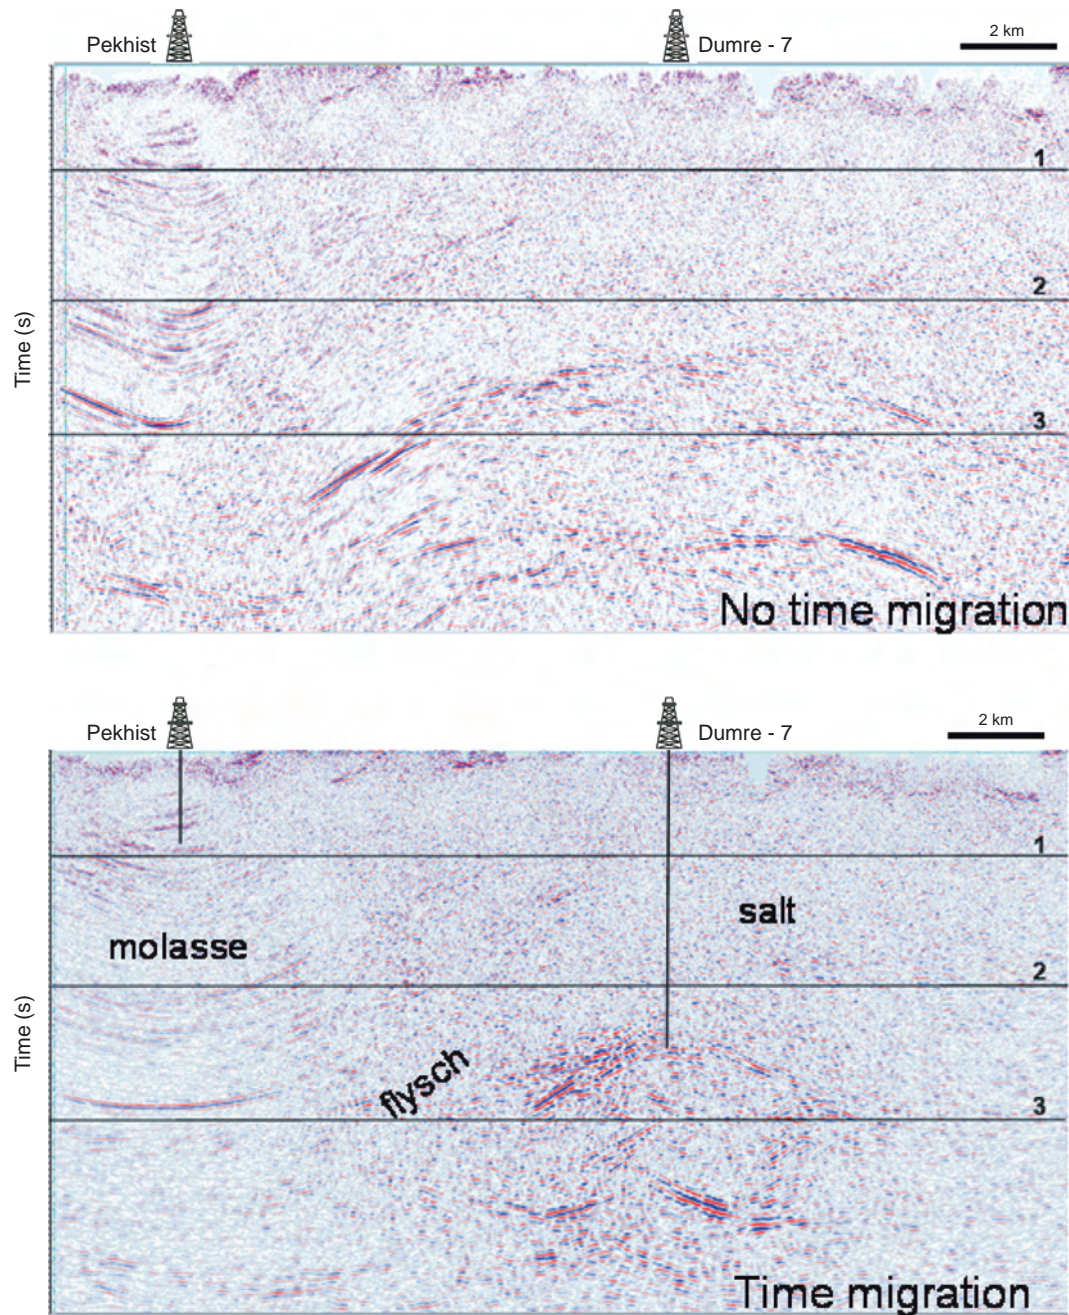 Pekhist
Dumre - 7
2 km
1
2
3
Time (s)
No time migration
Pekhist
Dumre - 7
2 km
1
salt
molasse
2
Time (s)
flysch
3
Time migration